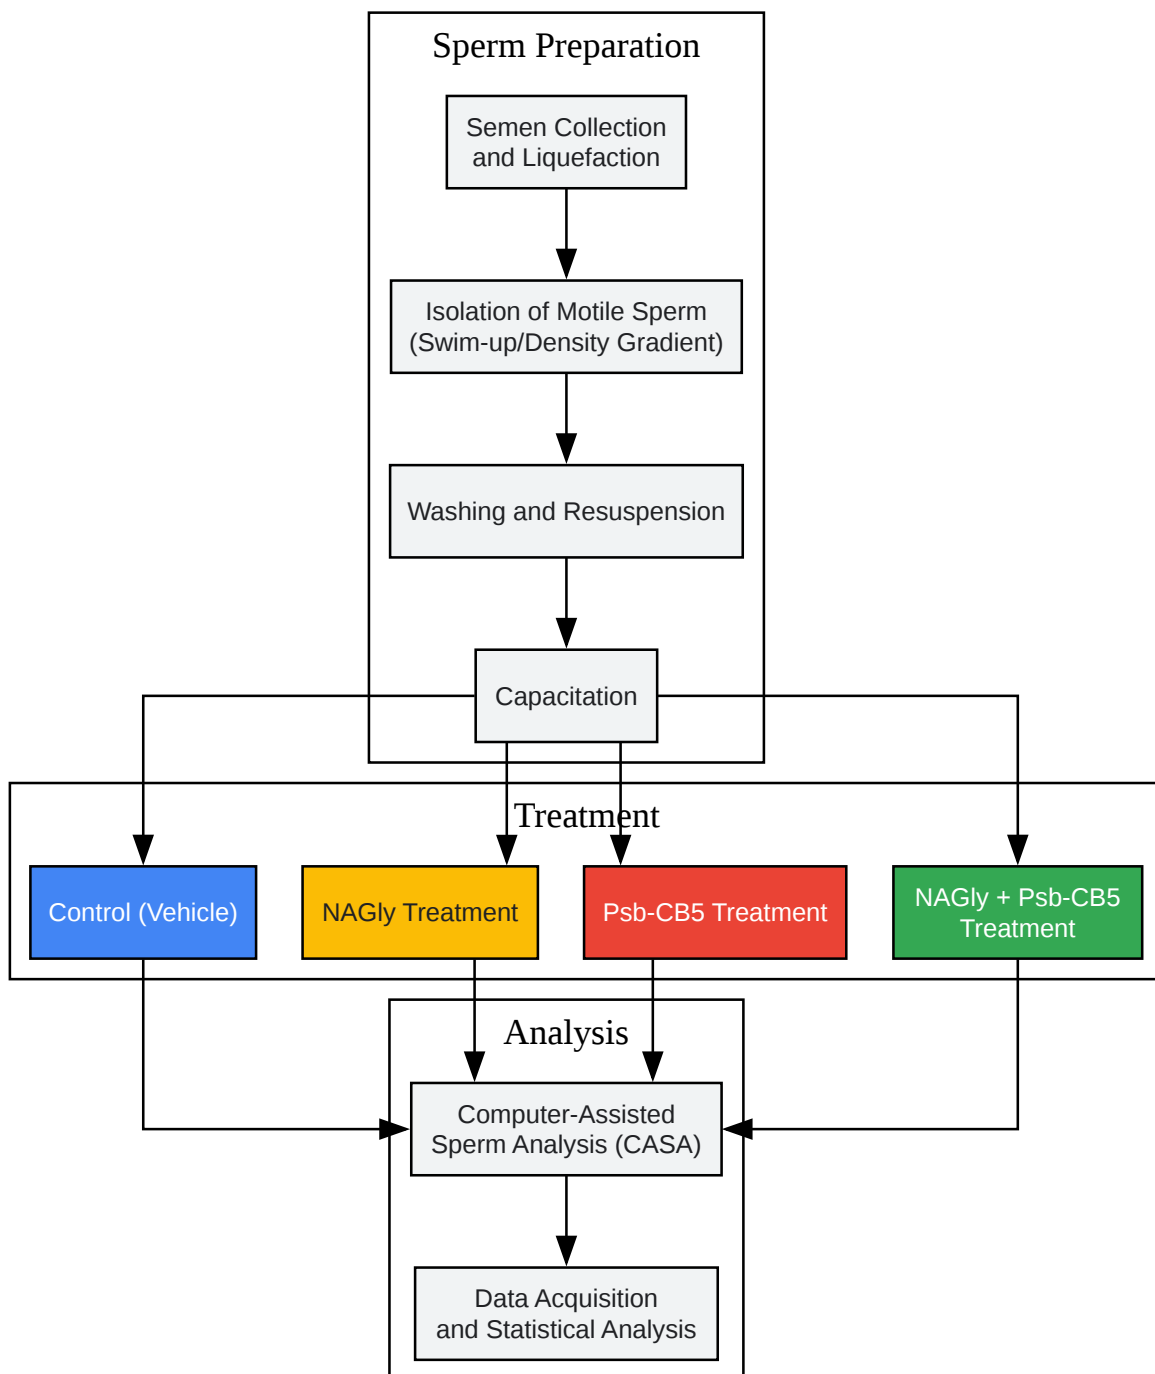 Sperm Preparation
Semen Collection
and Liquefaction
Isolation of Motile Sperm
(Swim-up/Density Gradient)
Washing and Resuspension
Capacitation
Treatment
Control (Vehicle)
NAGly Treatment
Psb-CB5 Treatment
NAGly + Psb-CB5
Treatment
Analysis
Computer-Assisted
Sperm Analysis (CASA)
Data Acquisition
and Statistical Analysis